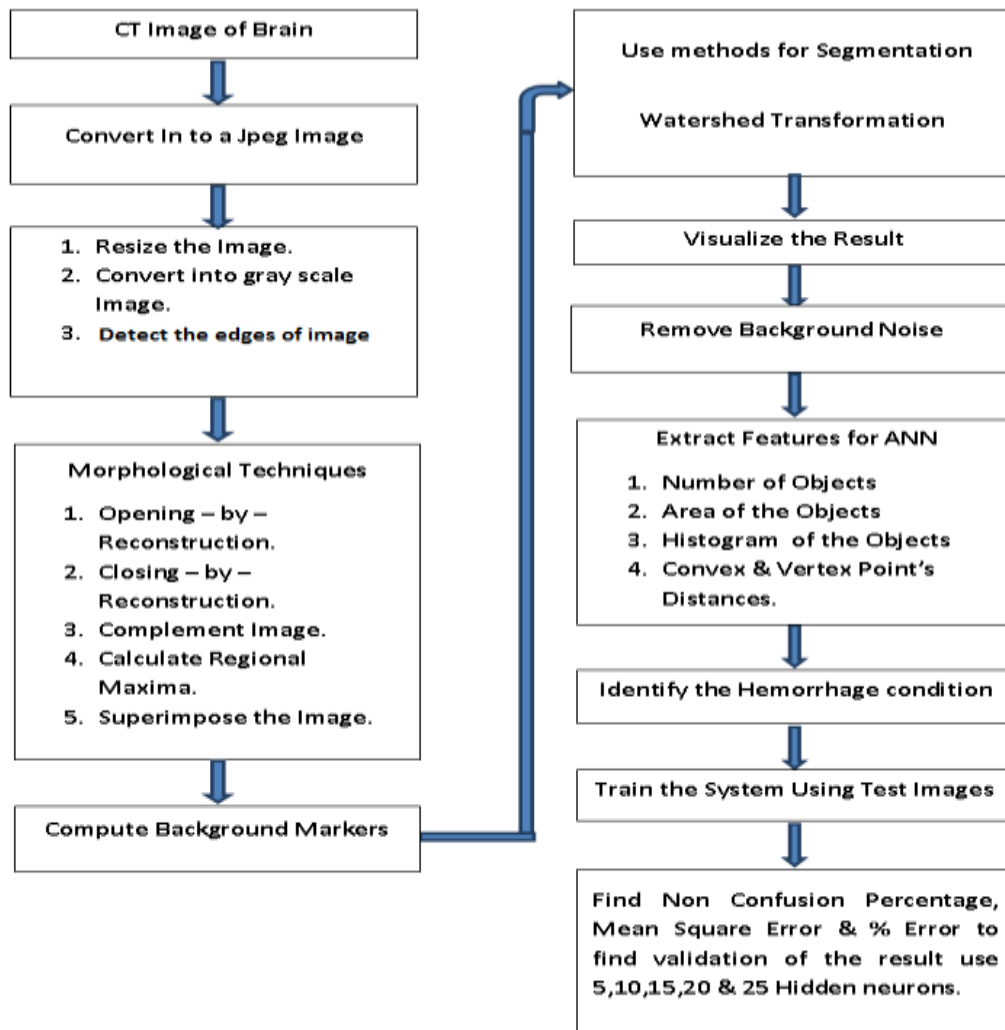 CT Image of Brain
Convert In to a Jpeg Image
1. Resize the Image.
2. Convert into gray scale
Image.
3. Detect the edges of image
Morphological Techniques
1. Opening – by –
Reconstruction.
2. Closing – by –
Reconstruction.
3. Complement Image.
4. Calculate Regional
Maxima.
5. Superimpose the Image.
Compute Background Markers
Use methods for Segmentation
Watershed Transformation
Visualize the Result
Remove Background Noise
Extract Features for ANN
1. Number of Objects
2. Area of the Objects
3. Histogram of the Objects
4. Convex & Vertex Point's
Distances.
Identify the Hemorrhage condition
Train the System Using Test Images
Find Non Confusion Percentage,
Mean Square Error & % Error to
find validation of the result use
5,10,15,20 & 25 Hidden neurons.